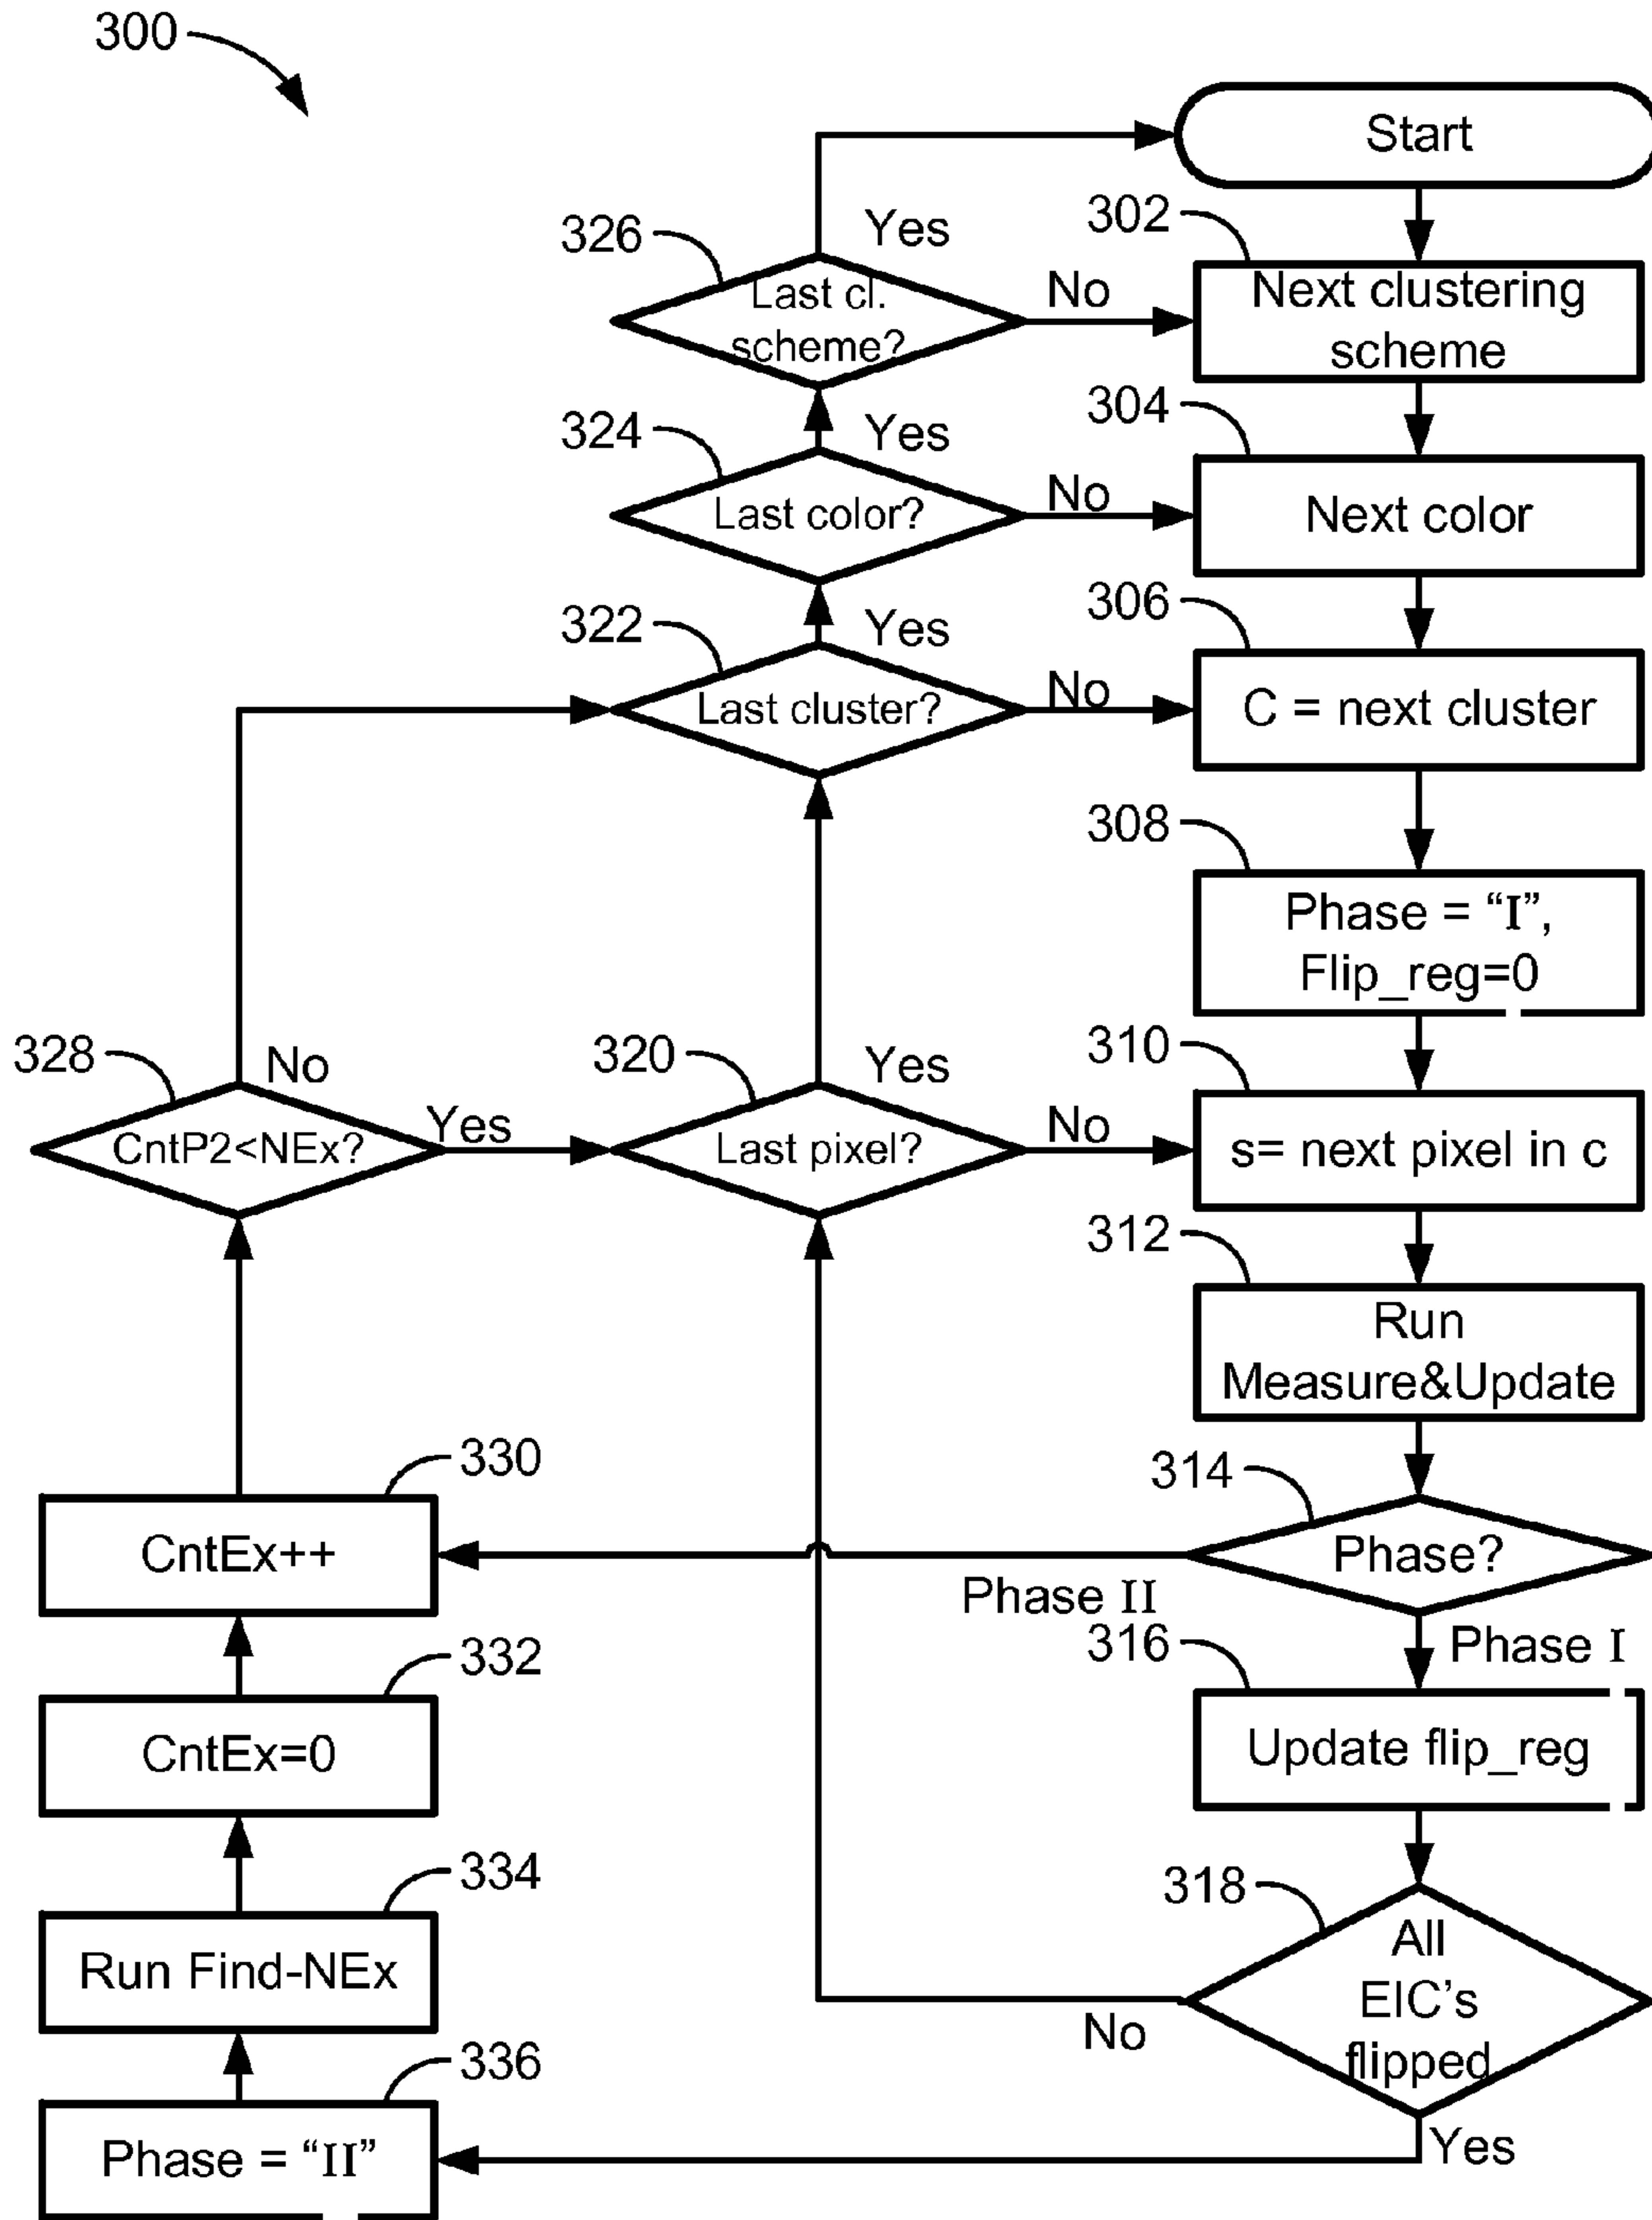 300
Start
302
326
Yes
Last cl.
scheme?
No
Next clustering
scheme
304
324
Yes
Last color?
No
Next color
306
322
Yes
Last cluster?
No
C = next cluster
308
Phase = “I”,
Flip_reg=0
328
No
320
Yes
310
CntP2<NEx?
Yes
Last pixel?
No
s= next pixel in c
312
Run
Measure&Update
330
314
CntEx++
Phase?
Phase II
Phase I
332
316
CntEx=0
Update flip_reg
334
318
Run Find-NEx
All
EIC’s
flipped
No
336
Phase = “II”
Yes